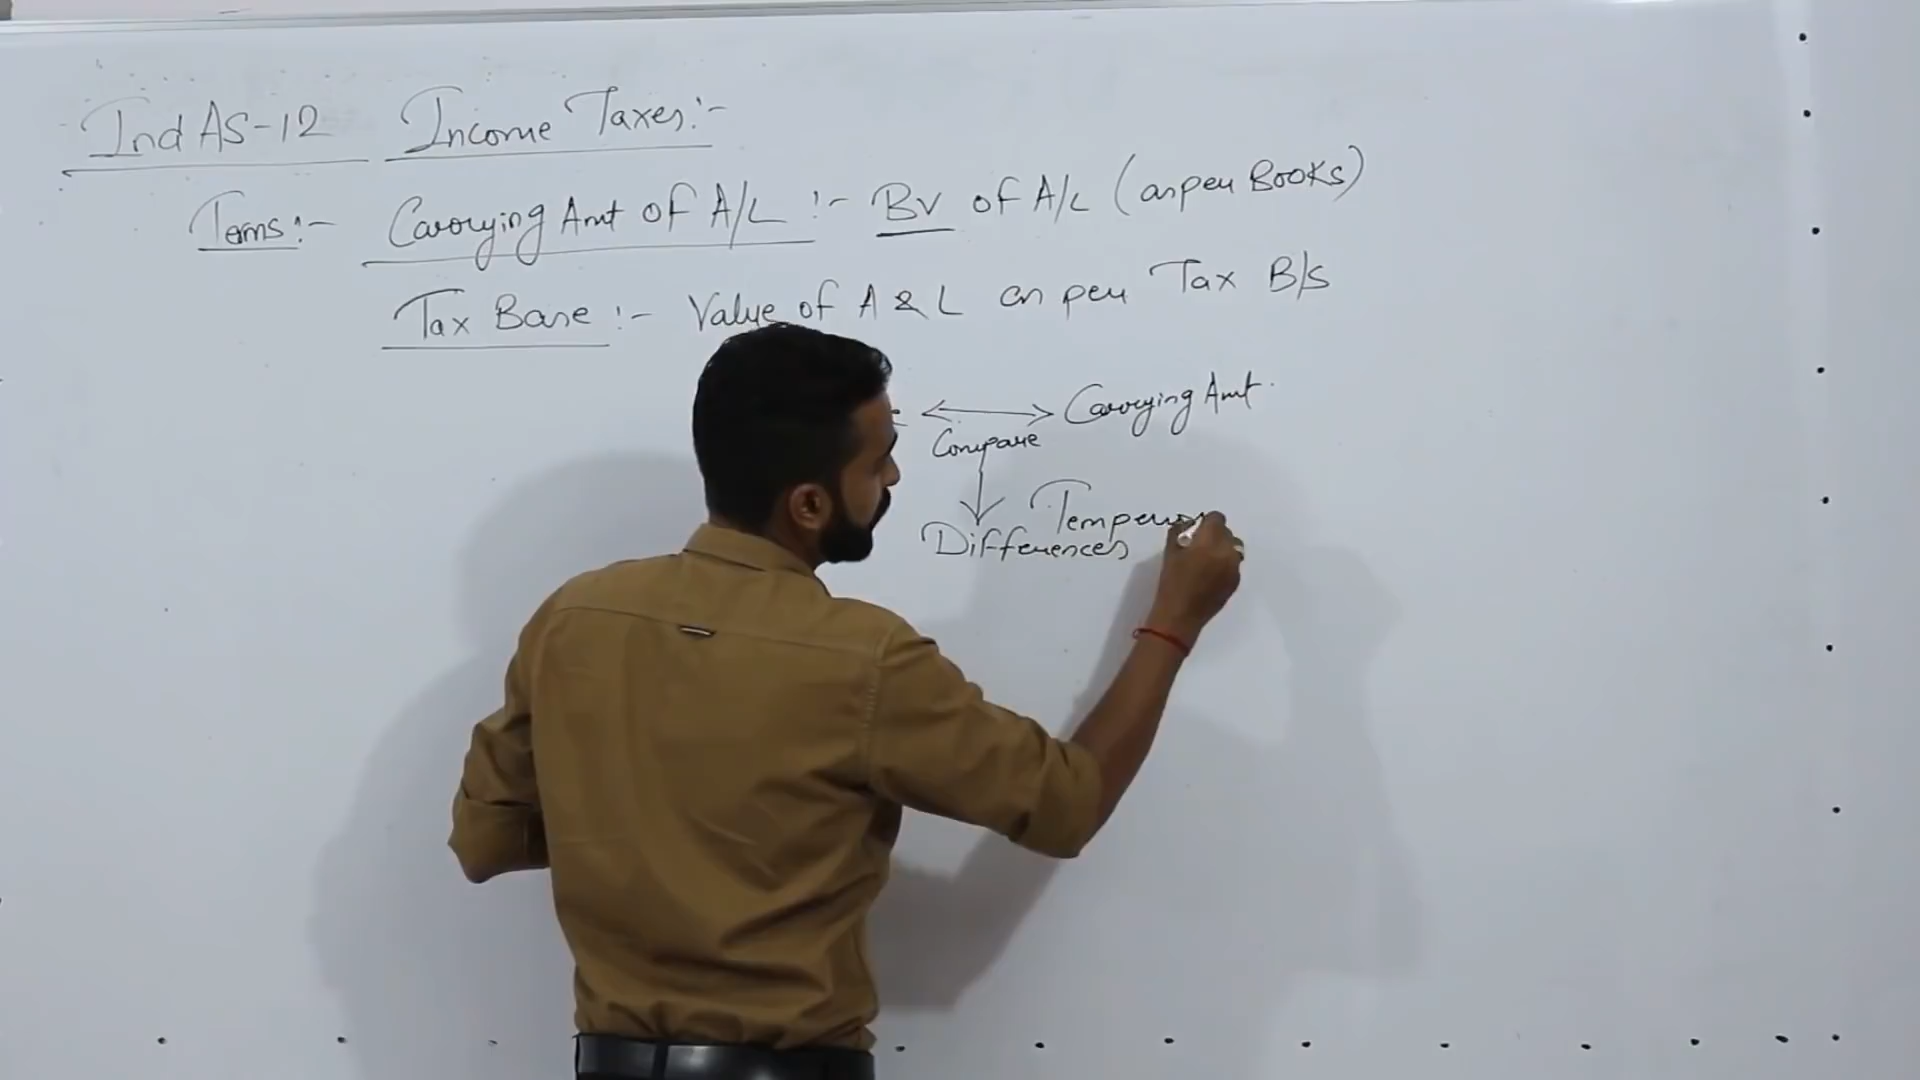 Ind AS-12 Income Taxes:-
Terms:- Carrying Amt of A/L :- BV of A/L (as per Books)
Tax Base :- Value of A & L as per Tax B/S
Carrying Amt.
Compare
Differences